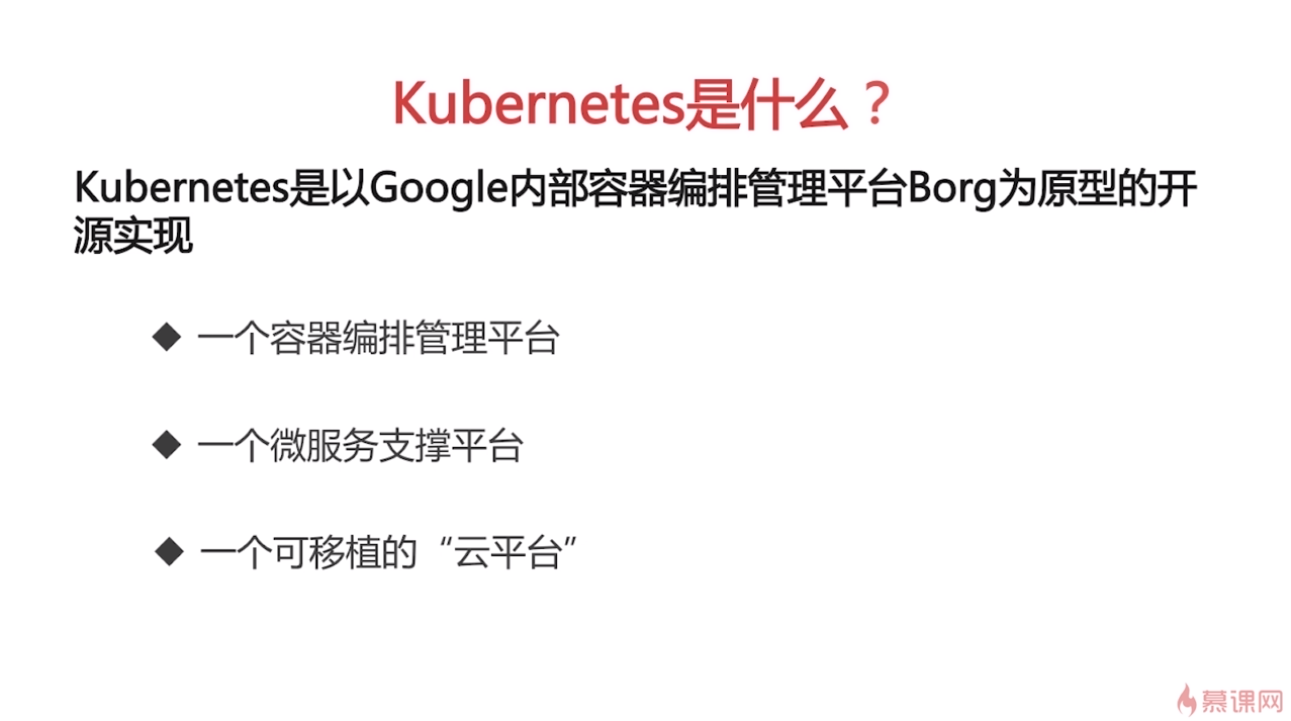 Kubernetes是什么？
Kubernetes是以Google内部容器编排管理平台Borg为原型的开
源实现
◆ 一个容器编排管理平台
◆ 一个微服务支撑平台
◆ 一个可移植的“云平台”
慕课网